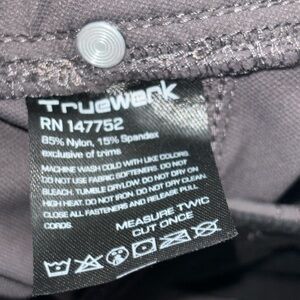 Truewerk
RN 147752
85% Nylon, 15% Spandex
exclusive of trims
MACHINE WASH COLD WITH LIKE COLORS.
DO NOT USE FABRIC SOFTENERS. DO NOT
BLEACH. TUMBLE DRY LOW. DO NOT DRY ON
HIGH HEAT. DO NOT IRON. DO NOT DRY CLEAN.
CLOSE ALL FASTENERS AND RELEASE PULL
CORDS.
MEASURE TWIC
CUT ONCE